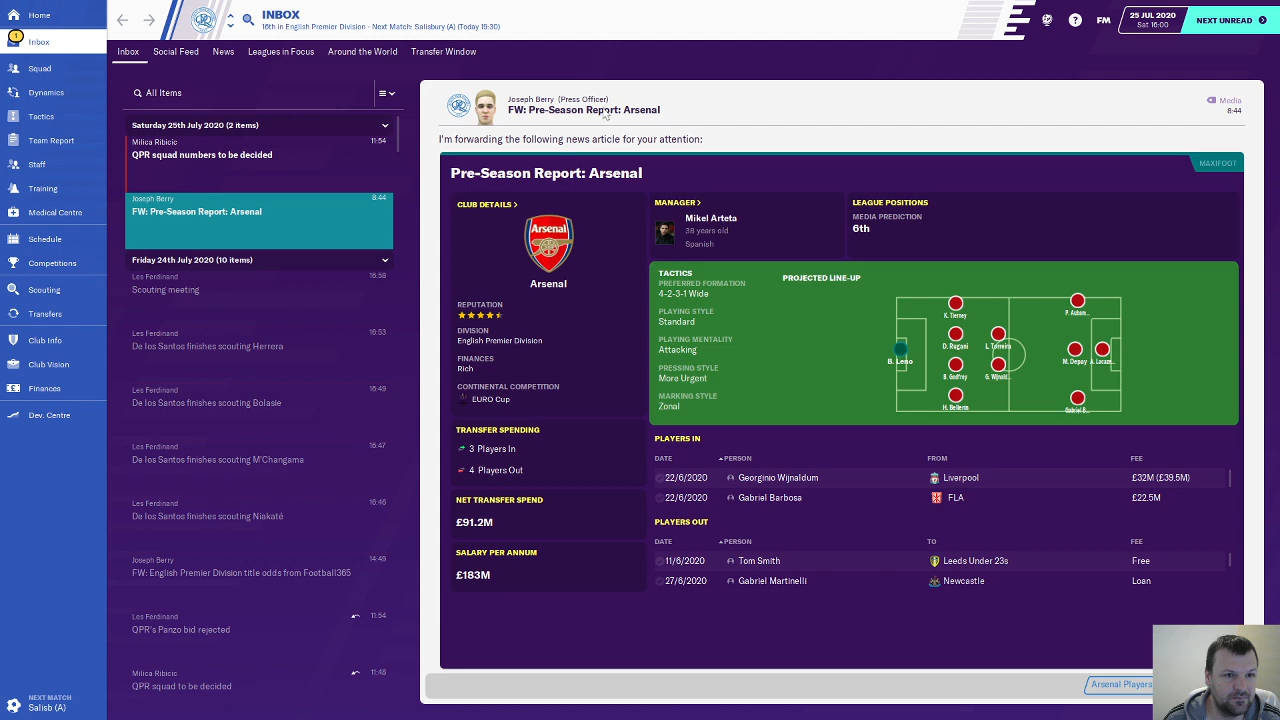 Home
INBOX
16th in English Premier Division - Next Match: Salisbury (A) (Today 19:30)
FM
25 JUL 2020
Sat 16:00
NEXT UNREAD
1
Inbox
Squad
Dynamics
Tactics
Team Report
Staff
Training
Medical Centre
Schedule
Competitions
Scouting
Transfers
Club Info
Club Vision
Finances
Dev. Centre
NEXT MATCH
Salisb (A)
Inbox
Social Feed
News
Leagues in Focus
Around the World
Transfer Window
All Items
Saturday 25th July 2020 (2 items)
Milica Ribicic
11:54
QPR squad numbers to be decided
Joseph Berry
8:44
FW: Pre-Season Report: Arsenal
Friday 24th July 2020 (10 items)
Les Ferdinand
16:58
Scouting meeting
Les Ferdinand
16:53
De los Santos finishes scouting Herrera
Les Ferdinand
16:49
De los Santos finishes scouting Bolasie
Les Ferdinand
16:47
De los Santos finishes scouting M'Changama
Les Ferdinand
16:46
De los Santos finishes scouting Niakaté
Joseph Berry
14:49
FW: English Premier Division title odds from Football365
Les Ferdinand
11:54
QPR's Panzo bid rejected
Milica Ribicic
11:48
QPR squad to be decided
Joseph Berry (Press Officer)
FW: Pre-Season Report: Arsenal
Media
8:44
I'm forwarding the following news article for your attention:
MAXIFOOT
Pre-Season Report: Arsenal
CLUB DETAILS
Arsenal
Arsenal
REPUTATION
DIVISION
English Premier Division
FINANCES
Rich
CONTINENTAL COMPETITION
EURO Cup
TRANSFER SPENDING
3 Players In
4 Players Out
NET TRANSFER SPEND
£91.2M
SALARY PER ANNUM
£183M
MANAGER
Mikel Arteta
38 years old
Spanish
LEAGUE POSITIONS
MEDIA PREDICTION
6th
TACTICS
PREFERRED FORMATION
4-2-3-1 Wide
PLAYING STYLE
Standard
PLAYING MENTALITY
Attacking
PRESSING STYLE
More Urgent
MARKING STYLE
Zonal
PROJECTED LINE-UP
K. Tierney
P. Aubam...
D. Rugani
L. Torreira
B. Leno
M. Depay
A. Lacaze...
B. Godfrey
G. Wijnald...
H. Bellerin
Gabriel B...
PLAYERS IN
DATE
PERSON
FROM
FEE
22/6/2020
Georginio Wijnaldum
Liverpool
£32M (£39.5M)
22/6/2020
Gabriel Barbosa
FLA
£22.5M
PLAYERS OUT
DATE
PERSON
TO
FEE
11/6/2020
Tom Smith
Leeds Under 23s
Free
27/6/2020
Gabriel Martinelli
Newcastle
Loan
Arsenal Players